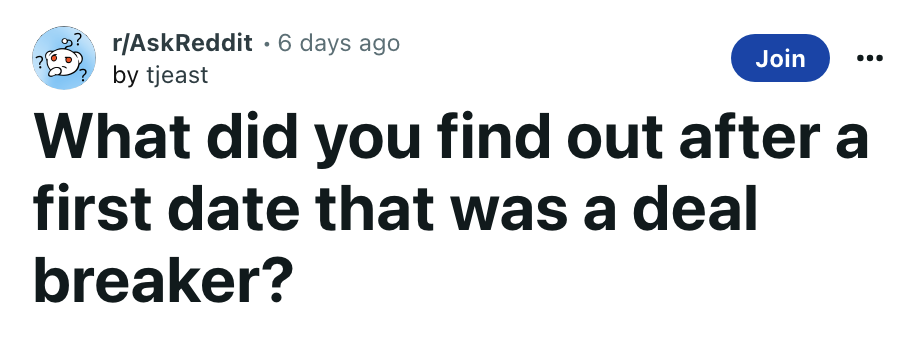 r/AskReddit • 6 days ago
by tjeast
Join
What did you find out after a
first date that was a deal
breaker?